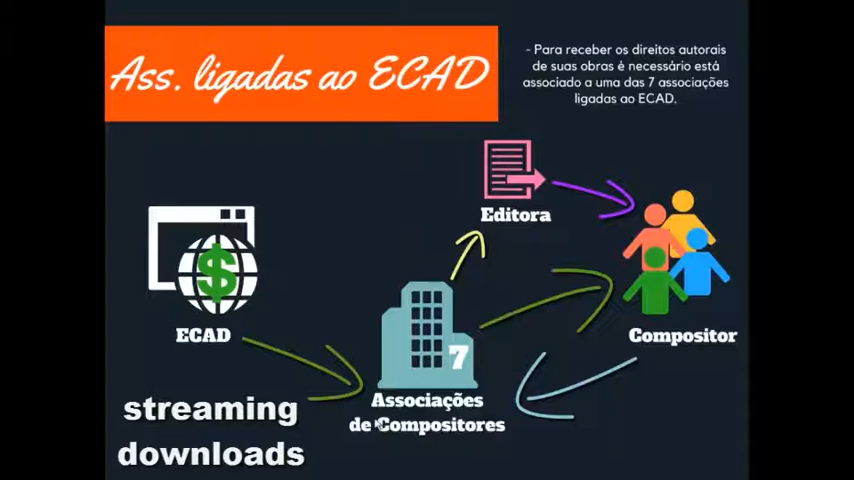 Ass. ligadas ao ECAD
- Para receber os direitos autorais
de suas obras é necessário está
associado a uma das 7 associações
ligadas ao ECAD.
Editora
$
ECAD
7
Compositor
Associações
de Compositores
streaming
downloads